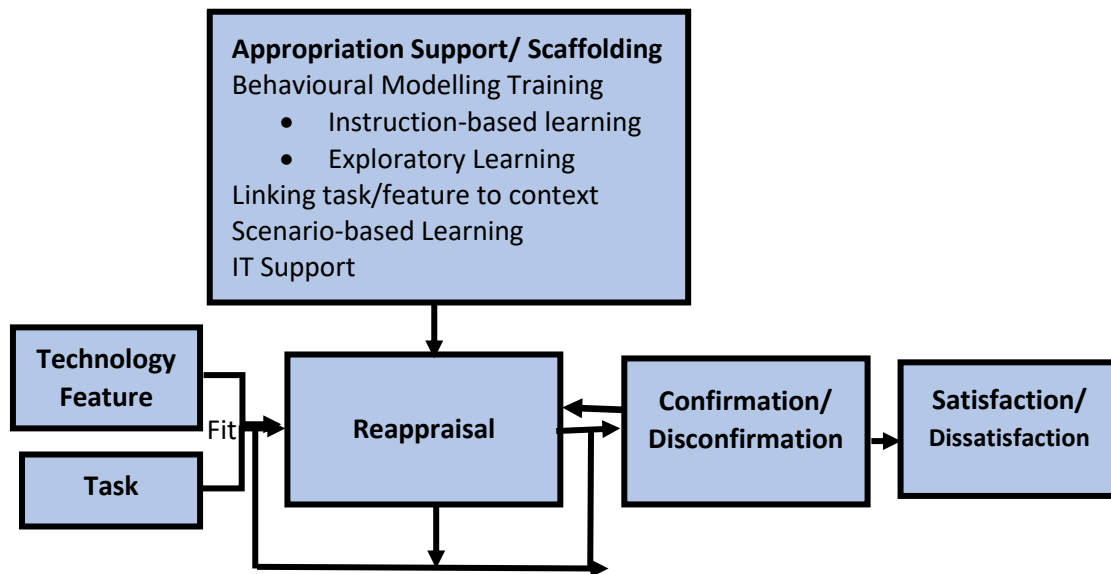 Appropriation Support/ Scaffolding
Behavioural Modelling Training
• Instruction-based learning
• Exploratory Learning
Linking task/feature to context
Scenario-based Learning
IT Support
Technology
Feature
Fit
Task
Reappraisal
Confirmation/
Disconfirmation
Satisfaction/
Dissatisfaction